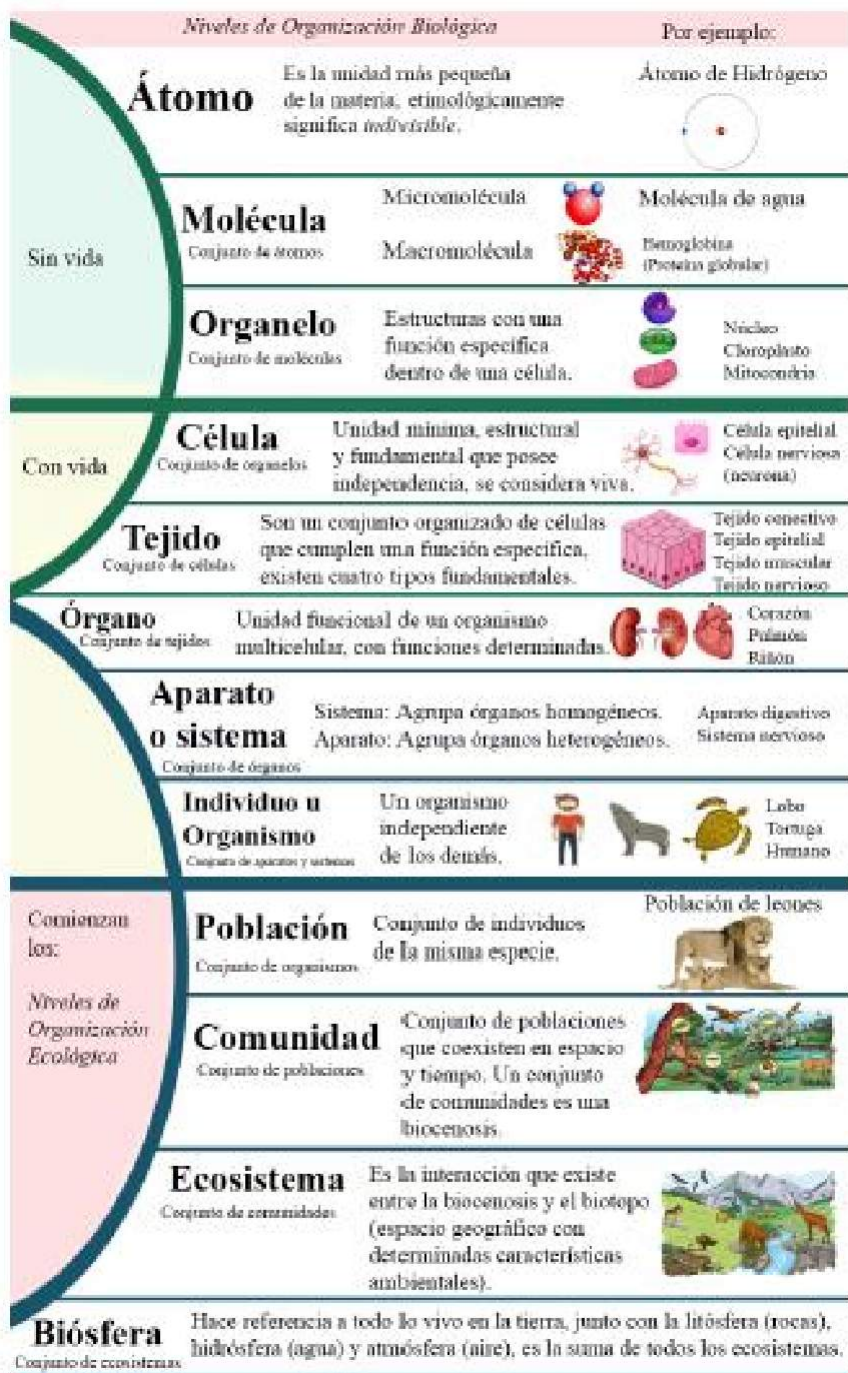 Niveles de Organización Biológica
Por ejemplo:
Átomo
Es la unidad más pequeña
de la materia, etimológicamente
significa indivisible.
Átomo de Hidrógeno
Sin vida
Molécula
Conjunto de átomos
Micromolécula
Molécula de agua
Macromolécula
Hemoglobina
(Proteína globular)
Organelo
Conjunto de moléculas
Estructuras con una
función específica
dentro de una célula.
Núcleo
Cloroplasto
Mitocondria
Con vida
Célula
Conjunto de organelos
Unidad mínima, estructural
y fundamental que posee
independencia, se considera viva.
Célula epitelial
Célula nerviosa
(neurona)
Tejido
Conjunto de células
Son un conjunto organizado de células
que cumplen una función específica,
existen cuatro tipos fundamentales.
Tejido conectivo
Tejido epitelial
Tejido muscular
Tejido nervioso
Órgano
Conjunto de tejidos
Unidad funcional de un organismo
multicelular, con funciones determinadas.
Corazón
Pulmón
Riñón
Aparato
o sistema
Conjunto de órganos
Sistema: Agrupa órganos homogéneos.
Aparato: Agrupa órganos heterogéneos.
Aparato digestivo
Sistema nervioso
Individuo u
Organismo
Conjunto de aparatos y sistemas
Un organismo
independiente
de los demás.
Lobo
Tortuga
Humano
Comienzan
los:
Niveles de
Organización
Ecológica
Población
Conjunto de organismos
Conjunto de individuos
de la misma especie.
Población de leones
Comunidad
Conjunto de poblaciones
Conjunto de poblaciones
que coexisten en espacio
y tiempo. Un conjunto
de comunidades es una
biocenosis.
Ecosistema
Conjunto de comunidades
Es la interacción que existe
entre la biocenosis y el biotopo
(espacio geográfico con
determinadas características
ambientales).
Biósfera
Conjunto de ecosistemas
Hace referencia a todo lo vivo en la tierra, junto con la litósfera (rocas),
hidrósfera (agua) y atmósfera (aire), es la suma de todos los ecosistemas.